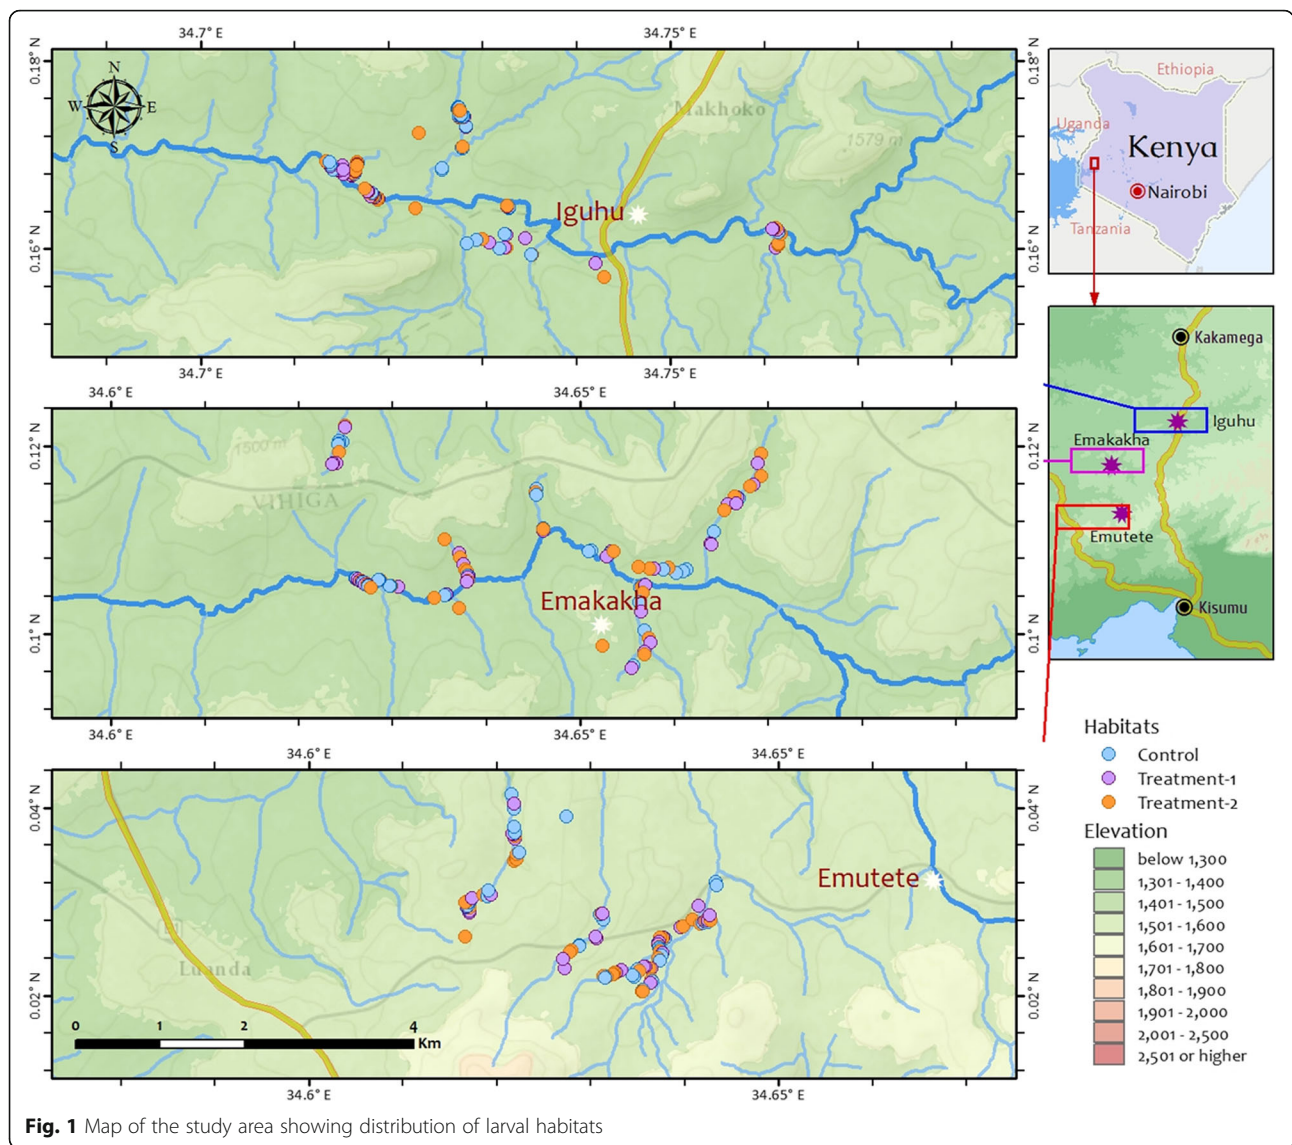 34.7° E
34.75° E
0.18° N
0.18° N
N
W
E
S
Makhoko
1579 m
Iguhu
0.16° N
0.16° N
34.7° E
34.75° E
Ethiopia
Uganda
Kenya
Nairobi
Tanzania
34.6° E
34.65° E
0.12° N
0.12° N
1500 m
VIHIGA
Emakakha
0.1° N
0.1° N
34.6° E
34.65° E
Kakamega
Iguhu
Emakakha
Emutete
Kisumu
34.6° E
34.65° E
0.04° N
0.04° N
Emutete
Luanda
0.02° N
0.02° N
0 1 2 4
Km
34.6° E
34.65° E
Habitats
Control
Treatment-1
Treatment-2
Elevation
below 1,300
1,301 - 1,400
1,401 - 1,500
1,501 - 1,600
1,601 - 1,700
1,701 - 1,800
1,801 - 1,900
1,901 - 2,000
2,001 - 2,500
2,501 or higher
Fig. 1 Map of the study area showing distribution of larval habitats